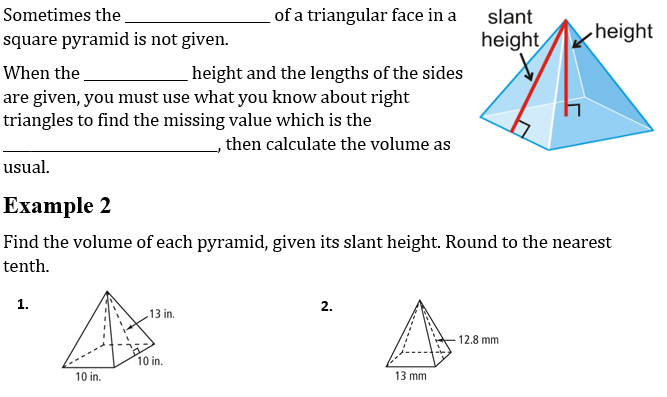 Sometimes the _________________ of a triangular face in a
square pyramid is not given.
When the ____________ height and the lengths of the sides
are given, you must use what you know about right
triangles to find the missing value which is the
_________________________, then calculate the volume as
usual.
slant
height
height
Example 2
Find the volume of each pyramid, given its slant height. Round to the nearest
tenth.
1.
13 in.
10 in.
10 in.
2.
12.8 mm
13 mm